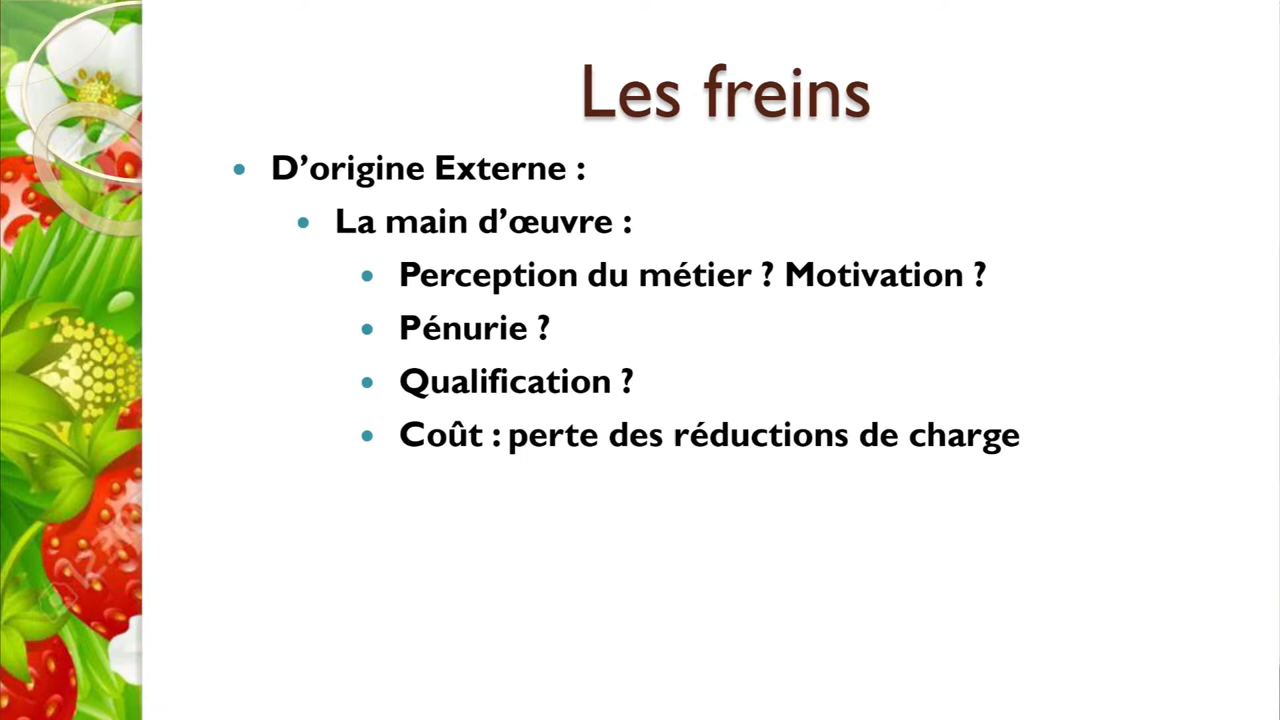 Les freins
D’origine Externe :
La main d’œuvre :
Perception du métier ? Motivation ?
Pénurie ?
Qualification ?
Coût : perte des réductions de charge